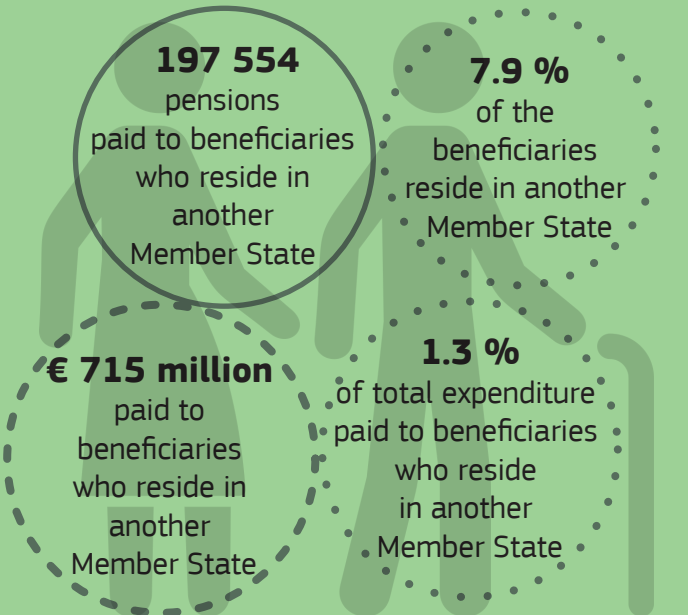 197 554
pensions
paid to beneficiaries
who reside in
another
Member State
7.9 %
of the
beneficiaries
reside in another
Member State
€ 715 million
paid to
beneficiaries
who reside in
another
Member State
1.3 %
of total expenditure
paid to beneficiaries
who reside
in another
Member State